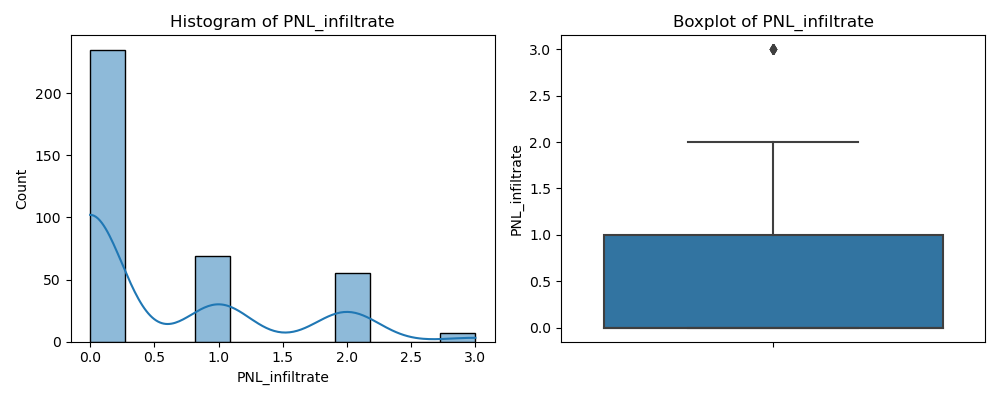 Histogram of PNL_infiltrate
200
150
100
50
0
Count
0.0 0.5 1.0 1.5 2.0 2.5 3.0
PNL_infiltrate
Boxplot of PNL_infiltrate
3.0
2.5
2.0
1.5
1.0
0.5
0.0
PNL_infiltrate